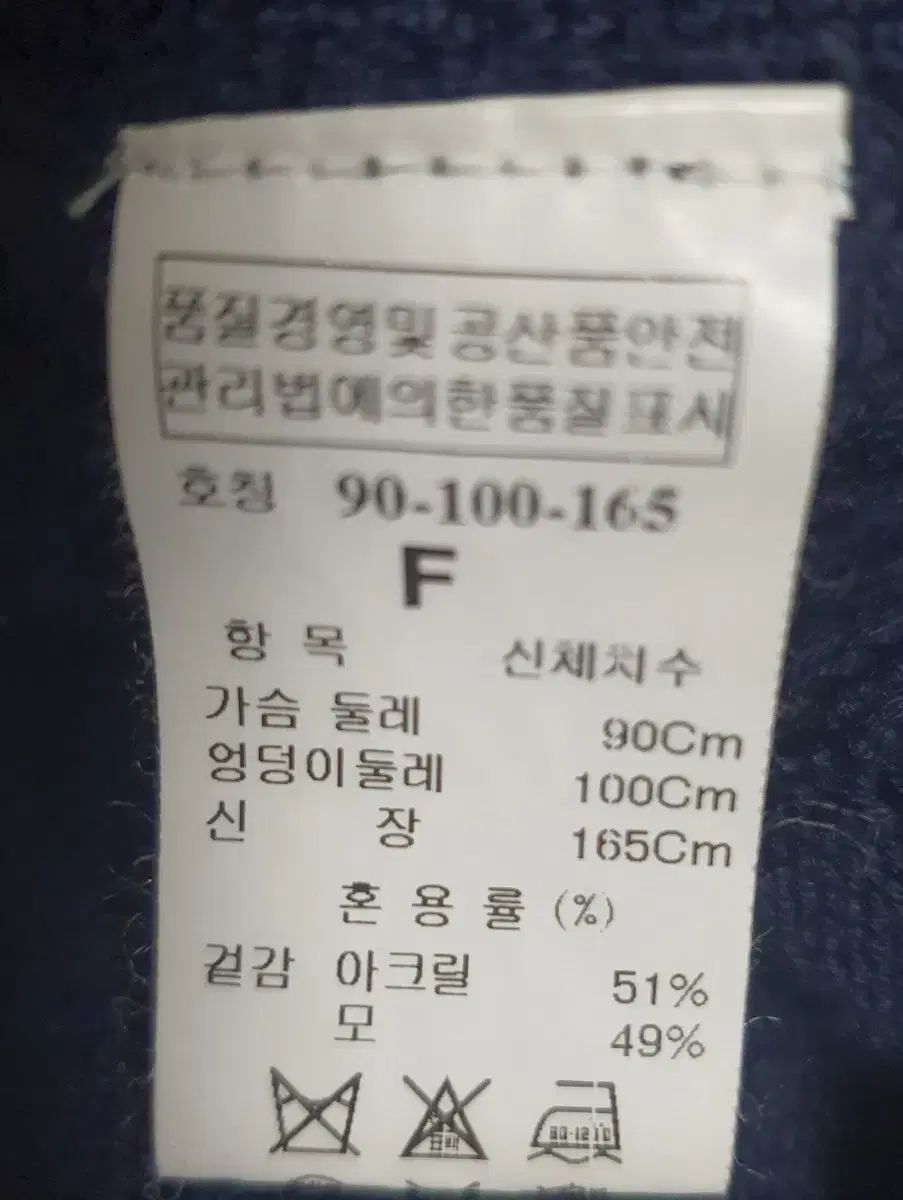 품질경영및공산품안전
관리법에의한품질표시
호칭 90-100-165
F
항 목 신체치수
가슴 둘레 90Cm
엉덩이둘레 100Cm
신 장 165Cm
혼 용 률 (%)
겉감 아크릴 51%
모 49%
표백